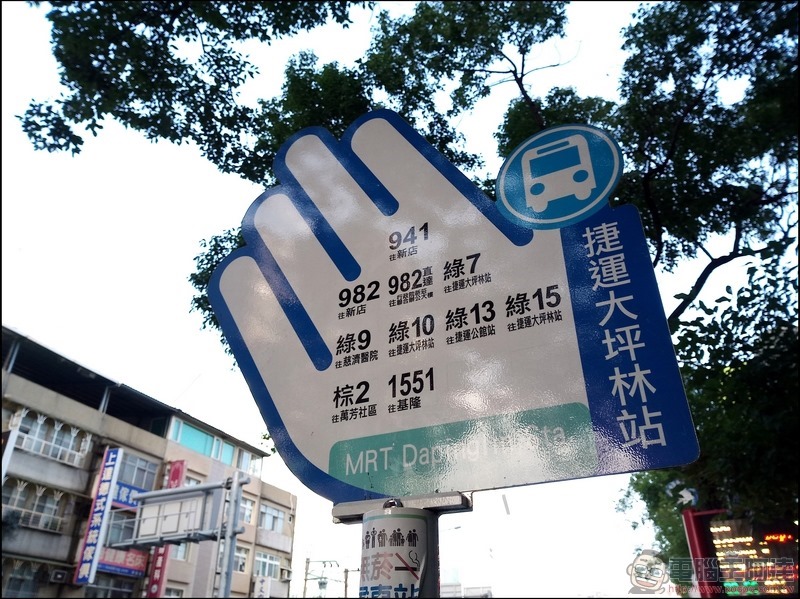 941
往新店
982
往新店
982直達
綠7
往捷運大坪林站
綠9
往慈濟醫院
綠10
往捷運大坪林站
綠13
往捷運公館站
綠15
往捷運大坪林站
棕2
往萬芳社區
1551
往基隆
捷運大坪林站
MRT Dapinglin Sta
電腦王阿達